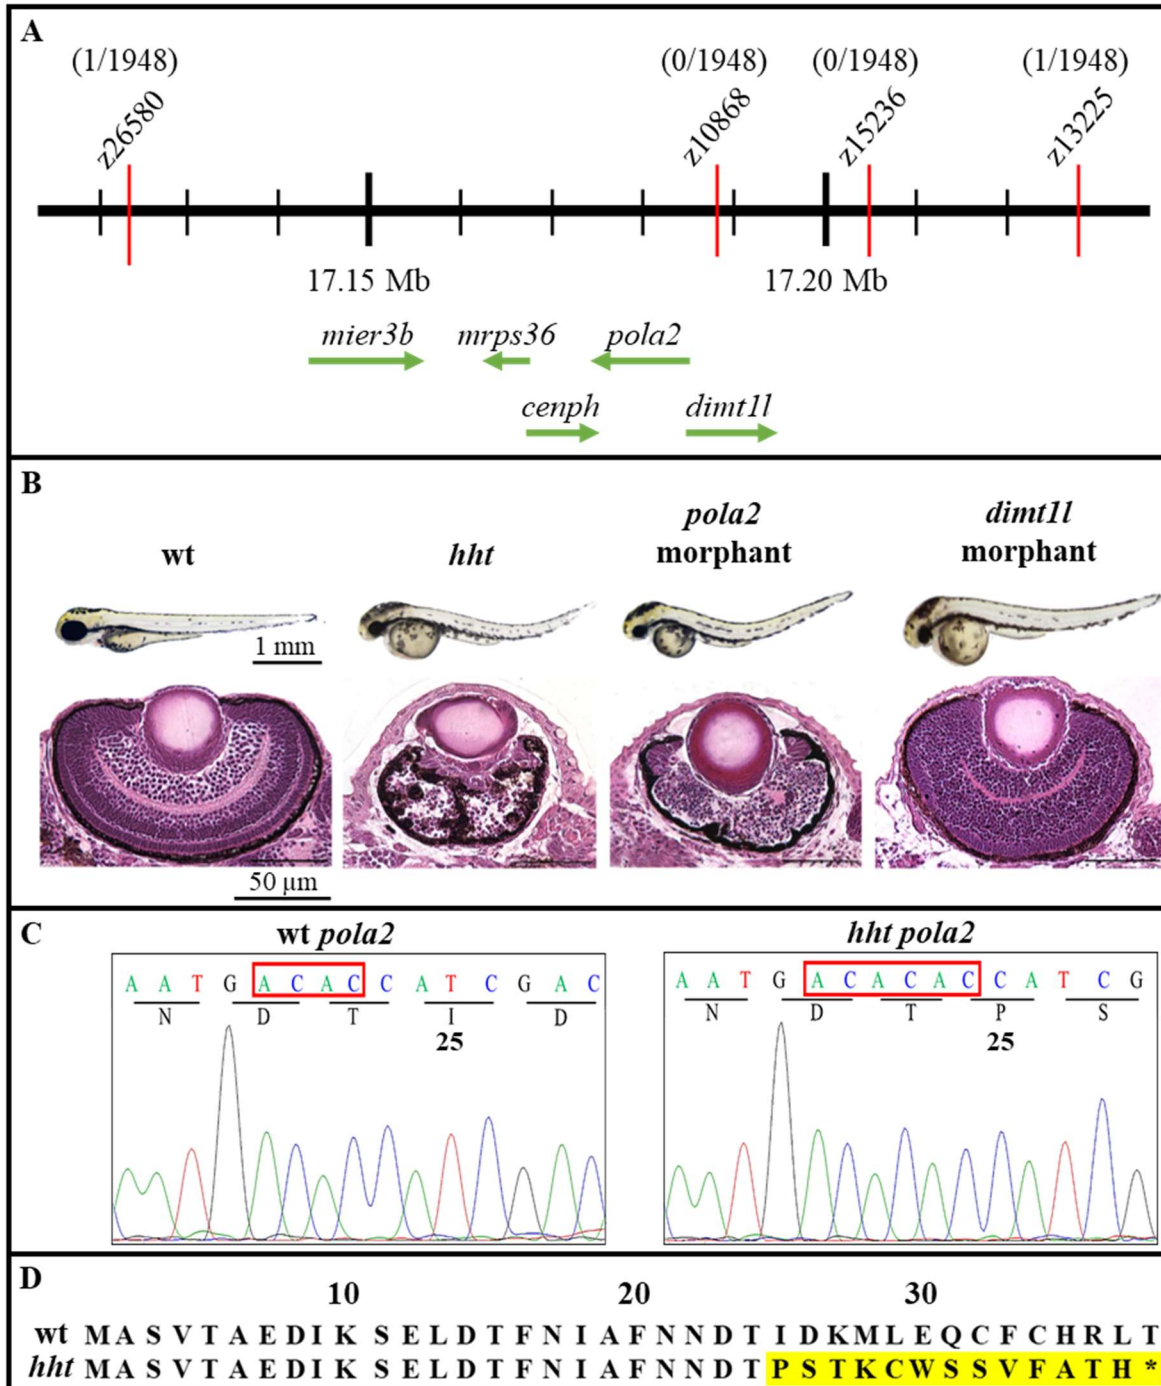 A
(1/1948) (0/1948) (0/1948) (1/1948)
z26580 z10868 z15236 z13225
17.15 Mb 17.20 Mb
mier3b mrps36 pola2
cenph dimt1l
B
wt hht pola2 morphant dimt1l morphant
1 mm
50 µm
C
wt pola2 hht pola2
A A T G A C A C C A T C G A C
N D T I D
25
A A T G A C A C A C C A T C G
N D T P S
25
D
10 20 30
wt M A S V T A E D I K S E L D T F N I A F N N D T I D K M L E Q C F C H R L T
hht M A S V T A E D I K S E L D T F N I A F N N D T P S T K C W S S V F A T H *